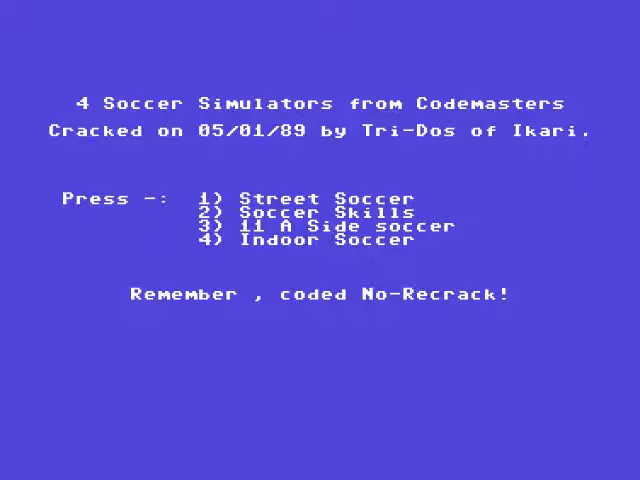 4 Soccer Simulators from Codemasters
Cracked on 05/01/89 by Tri-Dos of Ikari.
Press -: 1) Street Soccer
2) Soccer Skills
3) 11 A Side soccer
4) Indoor Soccer
Remember , coded No-Recrack!